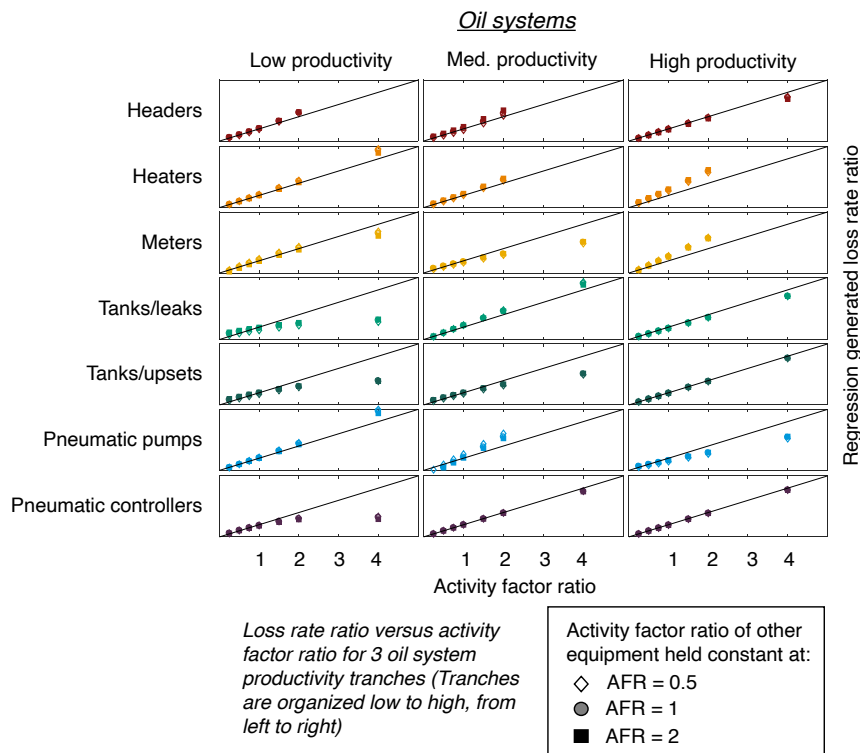 Oil systems
Low productivity
Med. productivity
High productivity
Headers
Heaters
Meters
Tanks/leaks
Tanks/upsets
Pneumatic pumps
Pneumatic controllers
Regression generated loss rate ratio
1 2 3 4
1 2 3 4
1 2 3 4
Activity factor ratio
Loss rate ratio versus activity
factor ratio for 3 oil system
productivity tranches (Tranches
are organized low to high, from
left to right)
Activity factor ratio of other
equipment held constant at:
AFR = 0.5
AFR = 1
AFR = 2